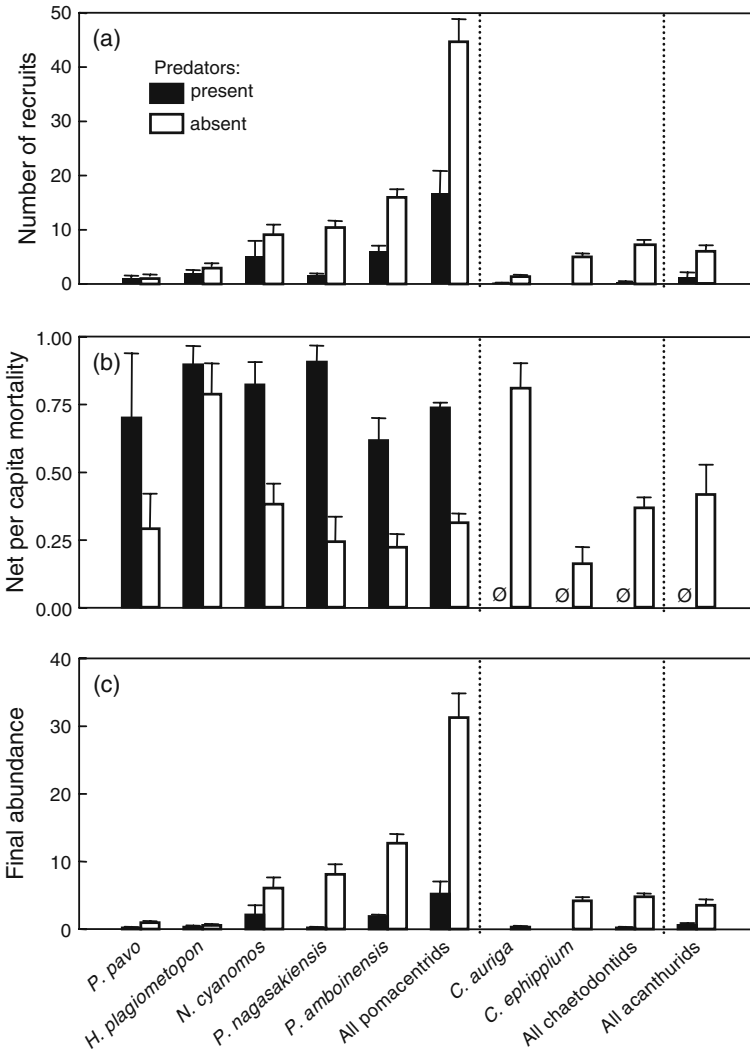 (a)
Predators:
present
absent
Number of recruits
50
40
30
20
10
0
(b)
Net per capita mortality
1.00
0.75
0.50
0.25
0.00
Ø
Ø
Ø
Ø
(c)
Final abundance
40
30
20
10
0
P. pavo
H. plagiometopon
N. cyanomos
P. nagasakiensis
P. amboinensis
All pomacentrids
C. auriga
C. ephippium
All chaetodontids
All acanthurids